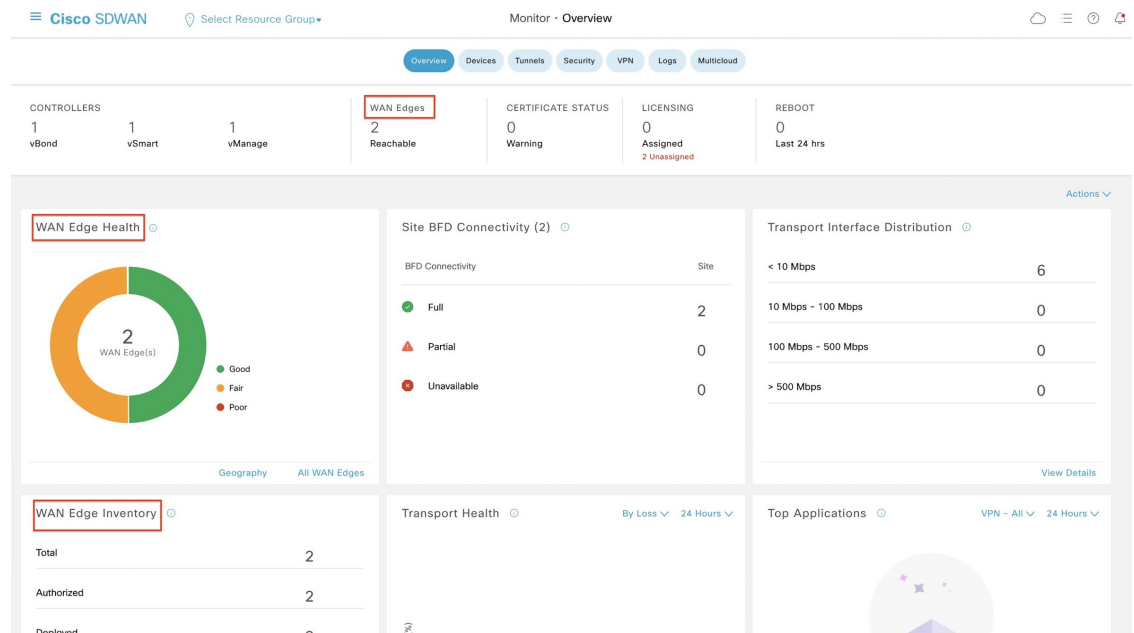 Cisco SDWAN
Select Resource Group
Monitor · Overview
Overview Devices Tunnels Security VPN Logs Multicloud
CONTROLLERS
1 1 1
vBond vSmart vManage
WAN Edges
2
Reachable
CERTIFICATE STATUS
0
Warning
LICENSING
0
Assigned
2 Unassigned
REBOOT
0
Last 24 hrs
Actions
WAN Edge Health
2
WAN Edge(s)
Good
Fair
Poor
Geography All WAN Edges
Site BFD Connectivity (2)
BFD Connectivity Site
Full 2
Partial 0
Unavailable 0
Transport Interface Distribution
< 10 Mbps 6
10 Mbps - 100 Mbps 0
100 Mbps - 500 Mbps 0
> 500 Mbps 0
View Details
WAN Edge Inventory
Total 2
Authorized 2
Deployed
Transport Health By Loss 24 Hours
Top Applications VPN - All 24 Hours